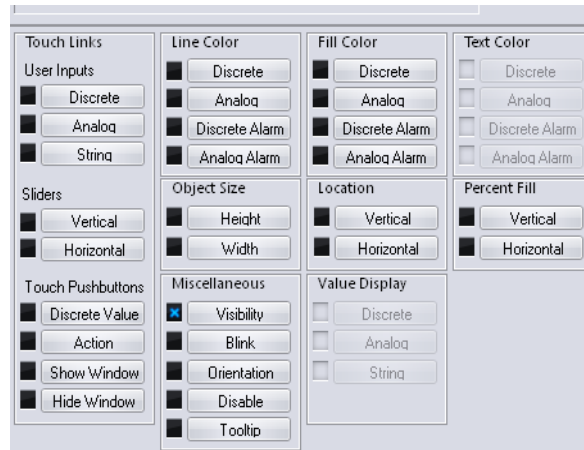 Touch Links
User Inputs
Discrete
Analog
String
Sliders
Vertical
Horizontal
Touch Pushbuttons
Discrete Value
Action
Show Window
Hide Window
Line Color
Discrete
Analog
Discrete Alarm
Analog Alarm
Object Size
Height
Width
Miscellaneous
Visibility
Blink
Orientation
Disable
Tooltip
Fill Color
Discrete
Analog
Discrete Alarm
Analog Alarm
Location
Vertical
Horizontal
Value Display
Discrete
Analog
String
Text Color
Discrete
Analog
Discrete Alarm
Analog Alarm
Percent Fill
Vertical
Horizontal